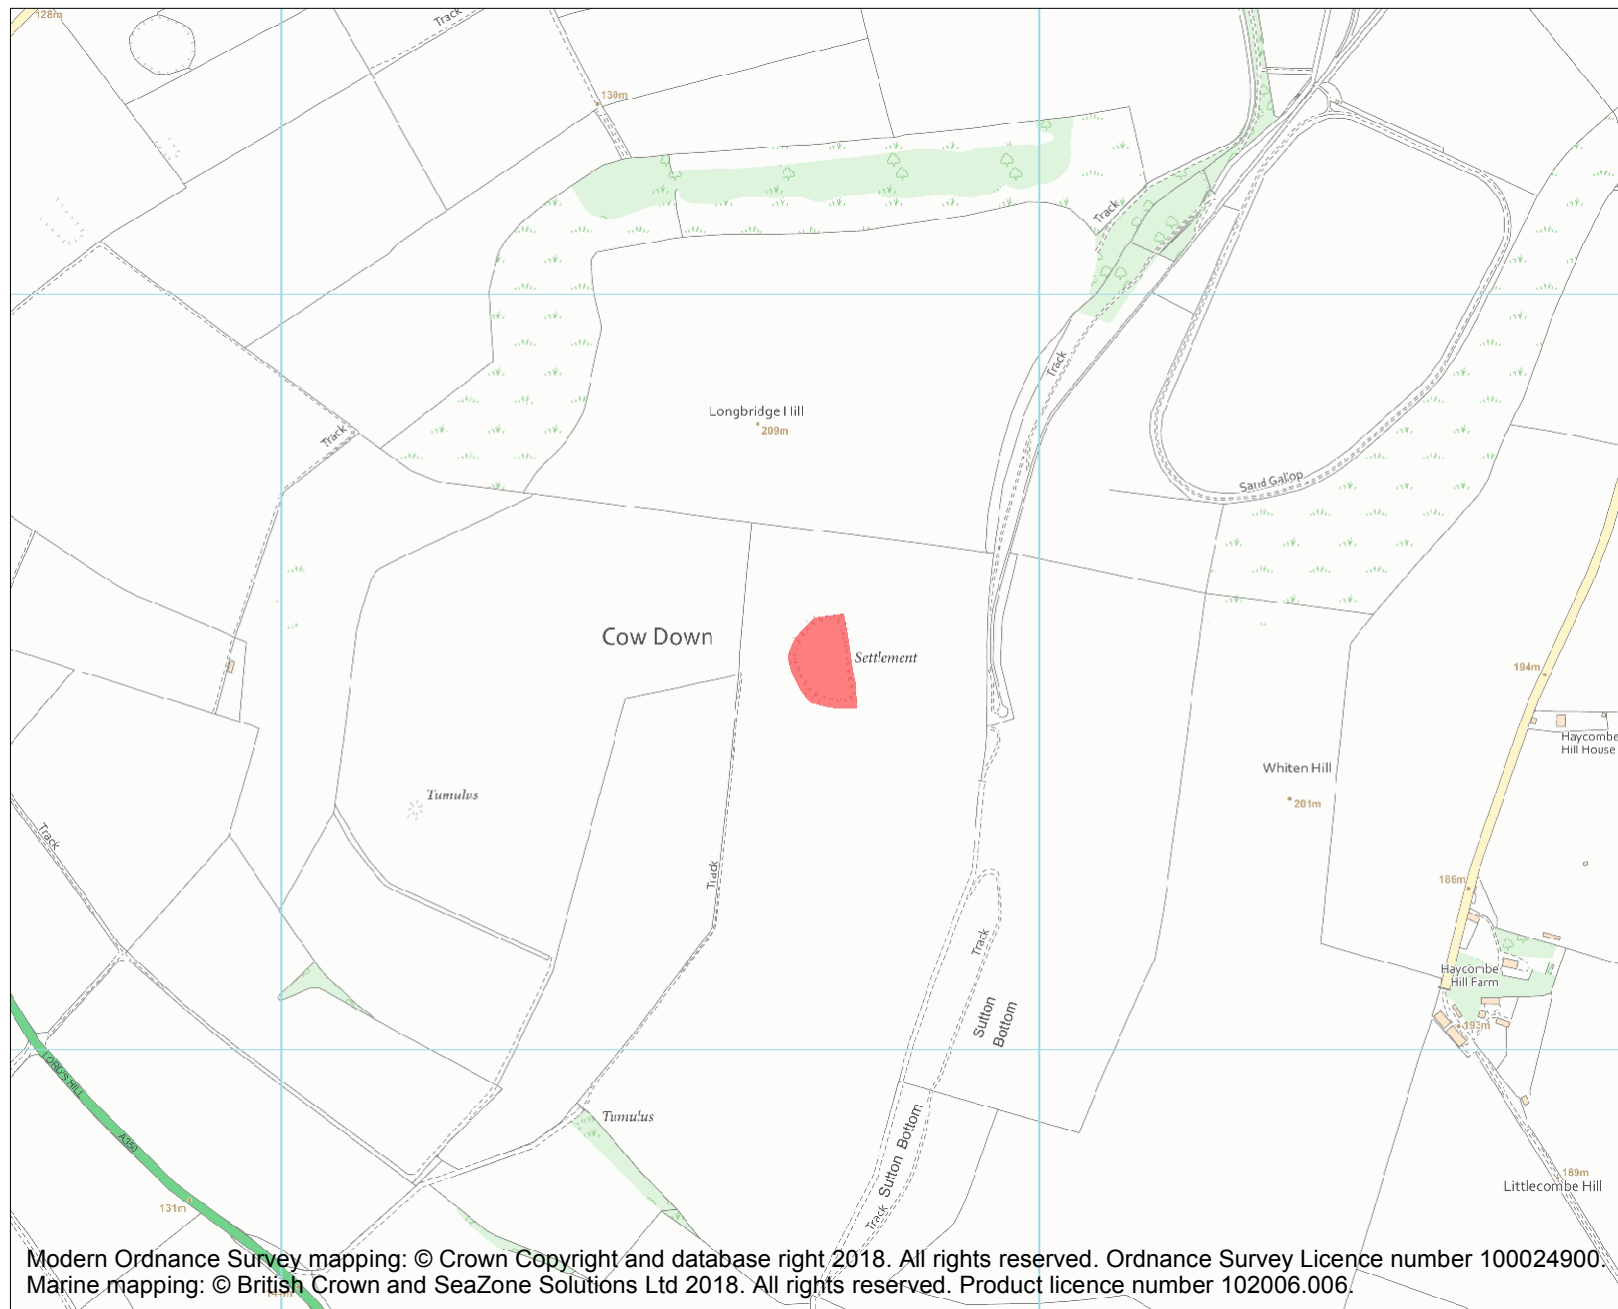 128m
Track
130m
Track
Track
Longbridge Hill
209m
Track
Sand Gallop
Cow Down
Settlement
194m
Haycombe
Hill House
Whiten Hill
201m
Tumulus
Track
Track
186m
Track
Haycombe
Hill Farm
193m
Sutton
Bottom
LORD'S HILL
A350
Tumulus
Sutton Bottom
Track
189m
Littlecombe Hill
131m
Modern Ordnance Survey mapping: © Crown Copyright and database right 2018. All rights reserved. Ordnance Survey Licence number 100024900.
Marine mapping: © British Crown and SeaZone Solutions Ltd 2018. All rights reserved. Product licence number 102006.006.